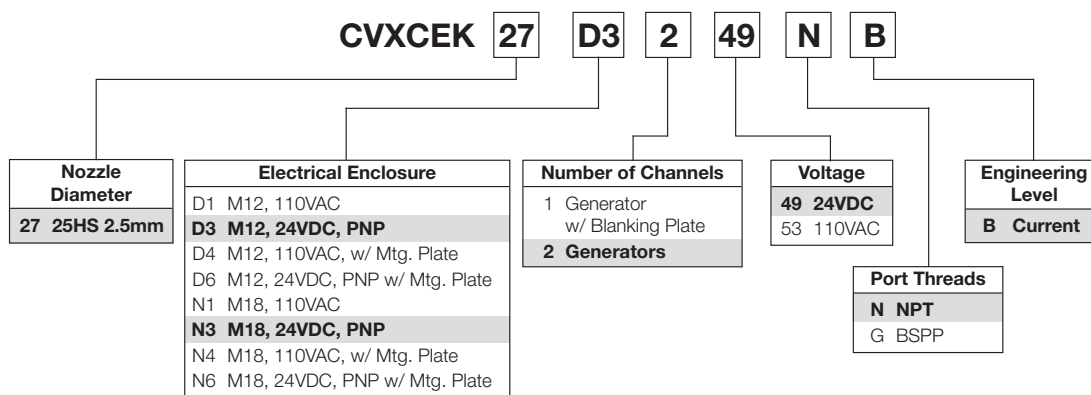 CVXCEK 27 D3 2 49 N B
Nozzle
Diameter
27 25HS 2.5mm
Electrical Enclosure
D1 M12, 110VAC
D3 M12, 24VDC, PNP
D4 M12, 110VAC, w/ Mtg. Plate
D6 M12, 24VDC, PNP w/ Mtg. Plate
N1 M18, 110VAC
N3 M18, 24VDC, PNP
N4 M18, 110VAC, w/ Mtg. Plate
N6 M18, 24VDC, PNP w/ Mtg. Plate
Number of Channels
1 Generator
w/ Blanking Plate
2 Generators
Voltage
49 24VDC
53 110VAC
Port Threads
N NPT
G BSPP
Engineering
Level
B Current